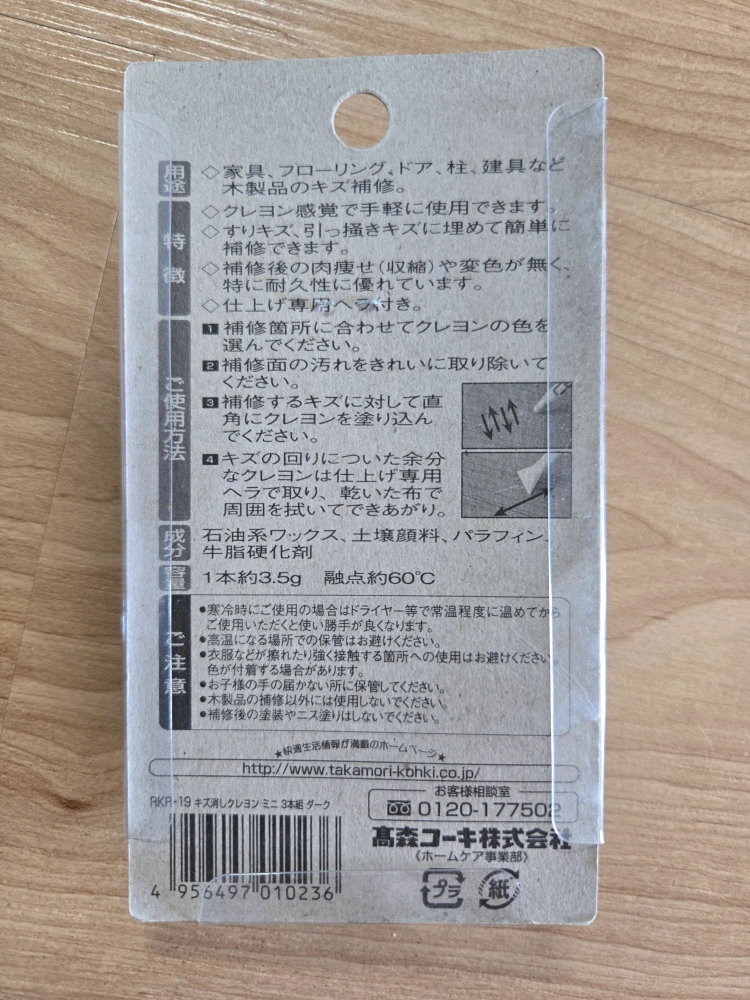 用途
◇家具、フローリング、ドア、柱、建具など
木製品のキズ補修。
特徴
◇クレヨン感覚で手軽に使用できます。
◇すりキズ、引っ掻きキズに埋めて簡単に
補修できます。
◇補修後の肉痩せ(収縮)や変色が無く、
特に耐久性に優れています。
◇仕上げ専用ヘラ付き。
ご使用方法
1 補修箇所に合わせてクレヨンの色を
選んでください。
2 補修面の汚れをきれいに取り除いて
ください。
3 補修するキズに対して直
角にクレヨンを塗り込ん
でください。
4 キズの回りについた余分
なクレヨンは仕上げ専用
ヘラで取り、乾いた布で
周囲を拭いてできあがり。
成分
石油系ワックス、土壌顔料、パラフィン、
牛脂硬化剤
容量
1本約3.5g 融点約60℃
ご注意
●寒冷時にご使用の場合はドライヤー等で常温程度に温めてから
ご使用いただくと使い勝手が良くなります。
●高温になる場所での保管はお避けください。
●衣服などが擦れたり強く接触する箇所への使用はお避けください。
色が付着する場合があります。
●お子様の手の届かない所に保管してください。
●木製品の補修以外には使用しないでください。
●補修後の塗装やニス塗りはしないでください。
★快適生活情報が満載のホームページ★
http://www.takamori-kohki.co.jp/
RKR-19 キズ消しクレヨン ミニ 3本組 ダーク
お客様相談室
0120-177502
髙森コーキ株式会社
《ホームケア事業部》
4 956497 010236
プラ
紙